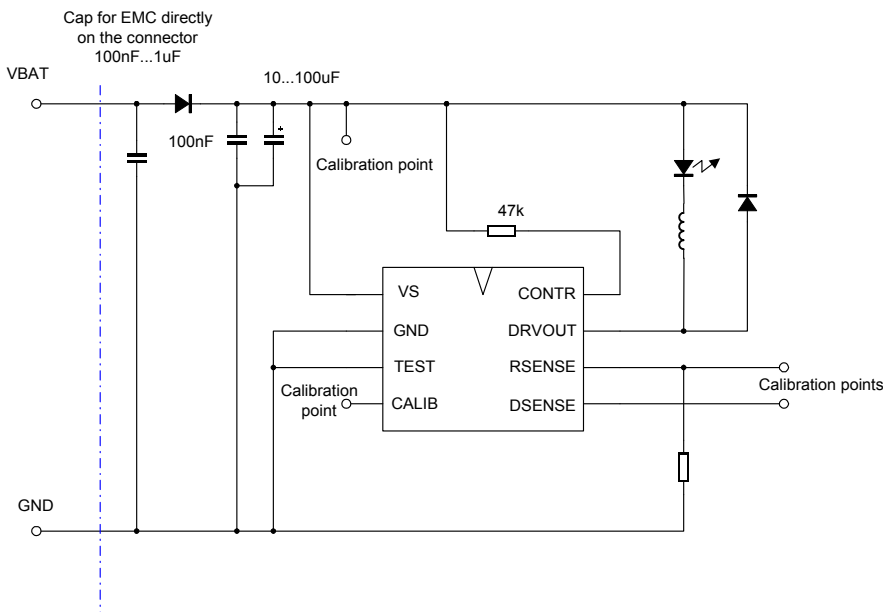 Cap for EMC directly
on the connector
100nF...1uF
VBAT
10...100uF
+
100nF
Calibration point
47k
VS
CONTR
GND
DRVOUT
TEST
RSENSE
Calibration
point
CALIB
DSENSE
Calibration points
GND